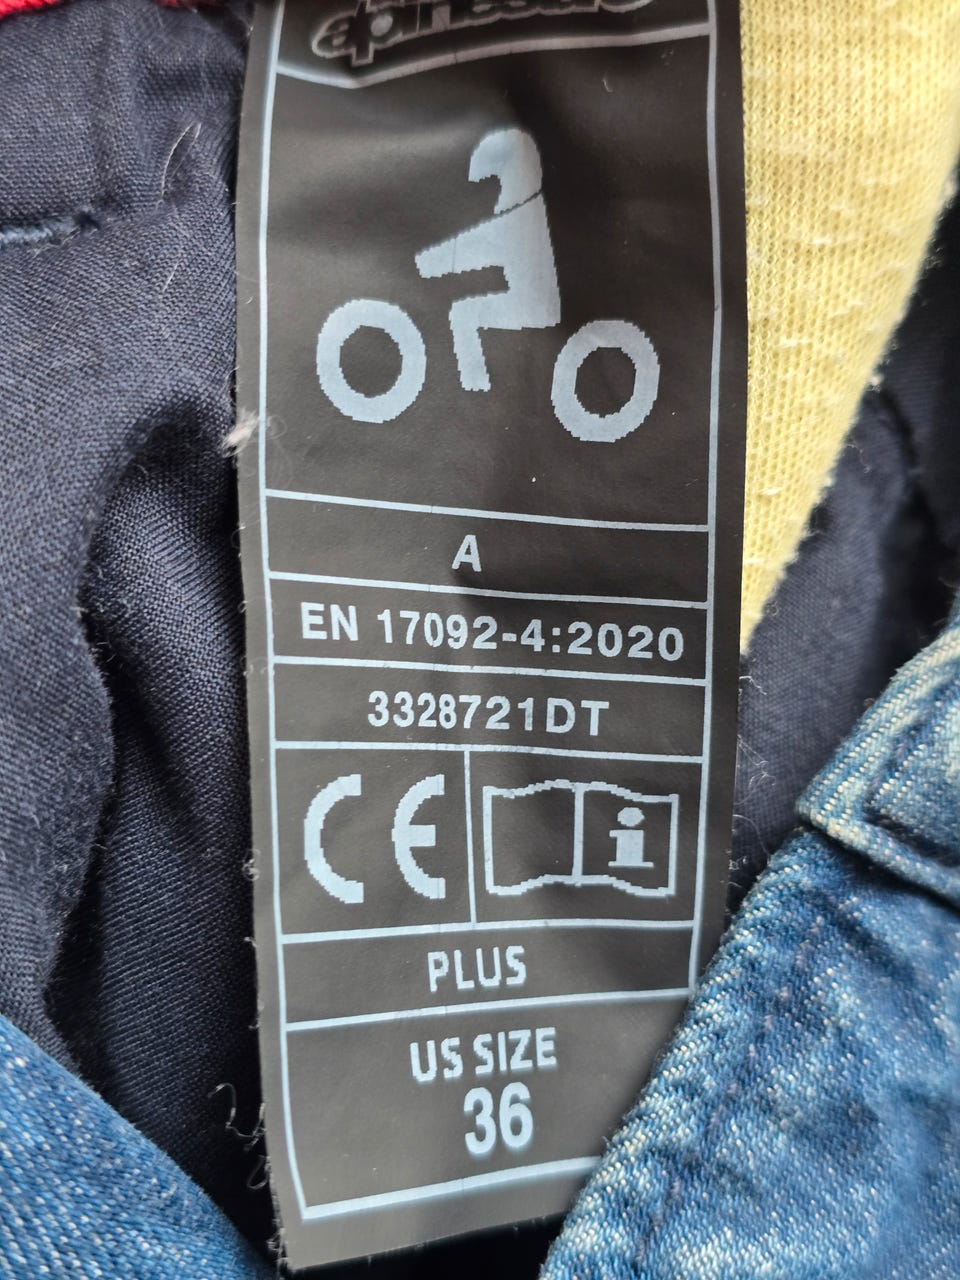 A
EN 17092-4:2020
3328721DT
CE
i
PLUS
US SIZE
36